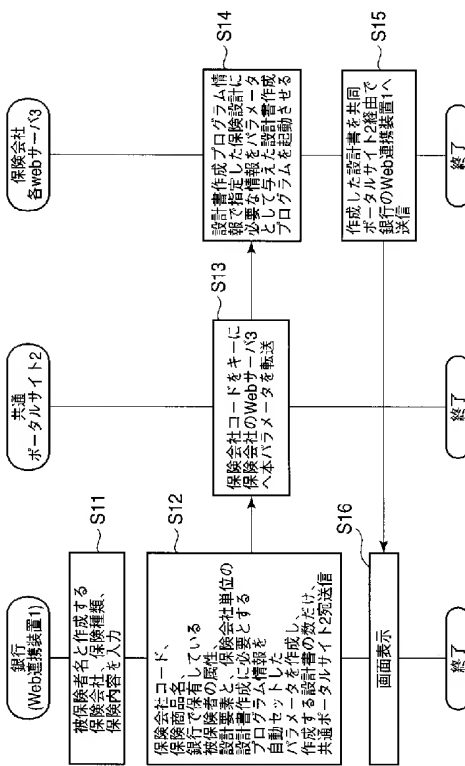 銀行
(Web連携装置1)
S11
被保険者名と作成する
保険会社、保険種類、
保険内容を入力
S12
保険会社コード、
保険商品名、
銀行で保有している
被保険者の属性、
設計要素と、保険会社単位の
設計書作成に必要とする
プログラム情報を
自動セットした
パラメータを作成し、
作成する設計書の数だけ、
共通ポータルサイト2宛送信
S16
画面表示
終了
共通
ポータルサイト2
S13
保険会社コードをキーに
保険会社のWebサーバ3
へ本パラメータを転送
終了
保険会社
各webサーバ3
S14
設計書作成プログラム情
報で指定した保険設計に
必要な情報をパラメータ
として与えた設計書作成
プログラムを起動させる
S15
作成した設計書を共同
ポータルサイト2経由で
銀行のWeb連携装置1へ
送信
終了